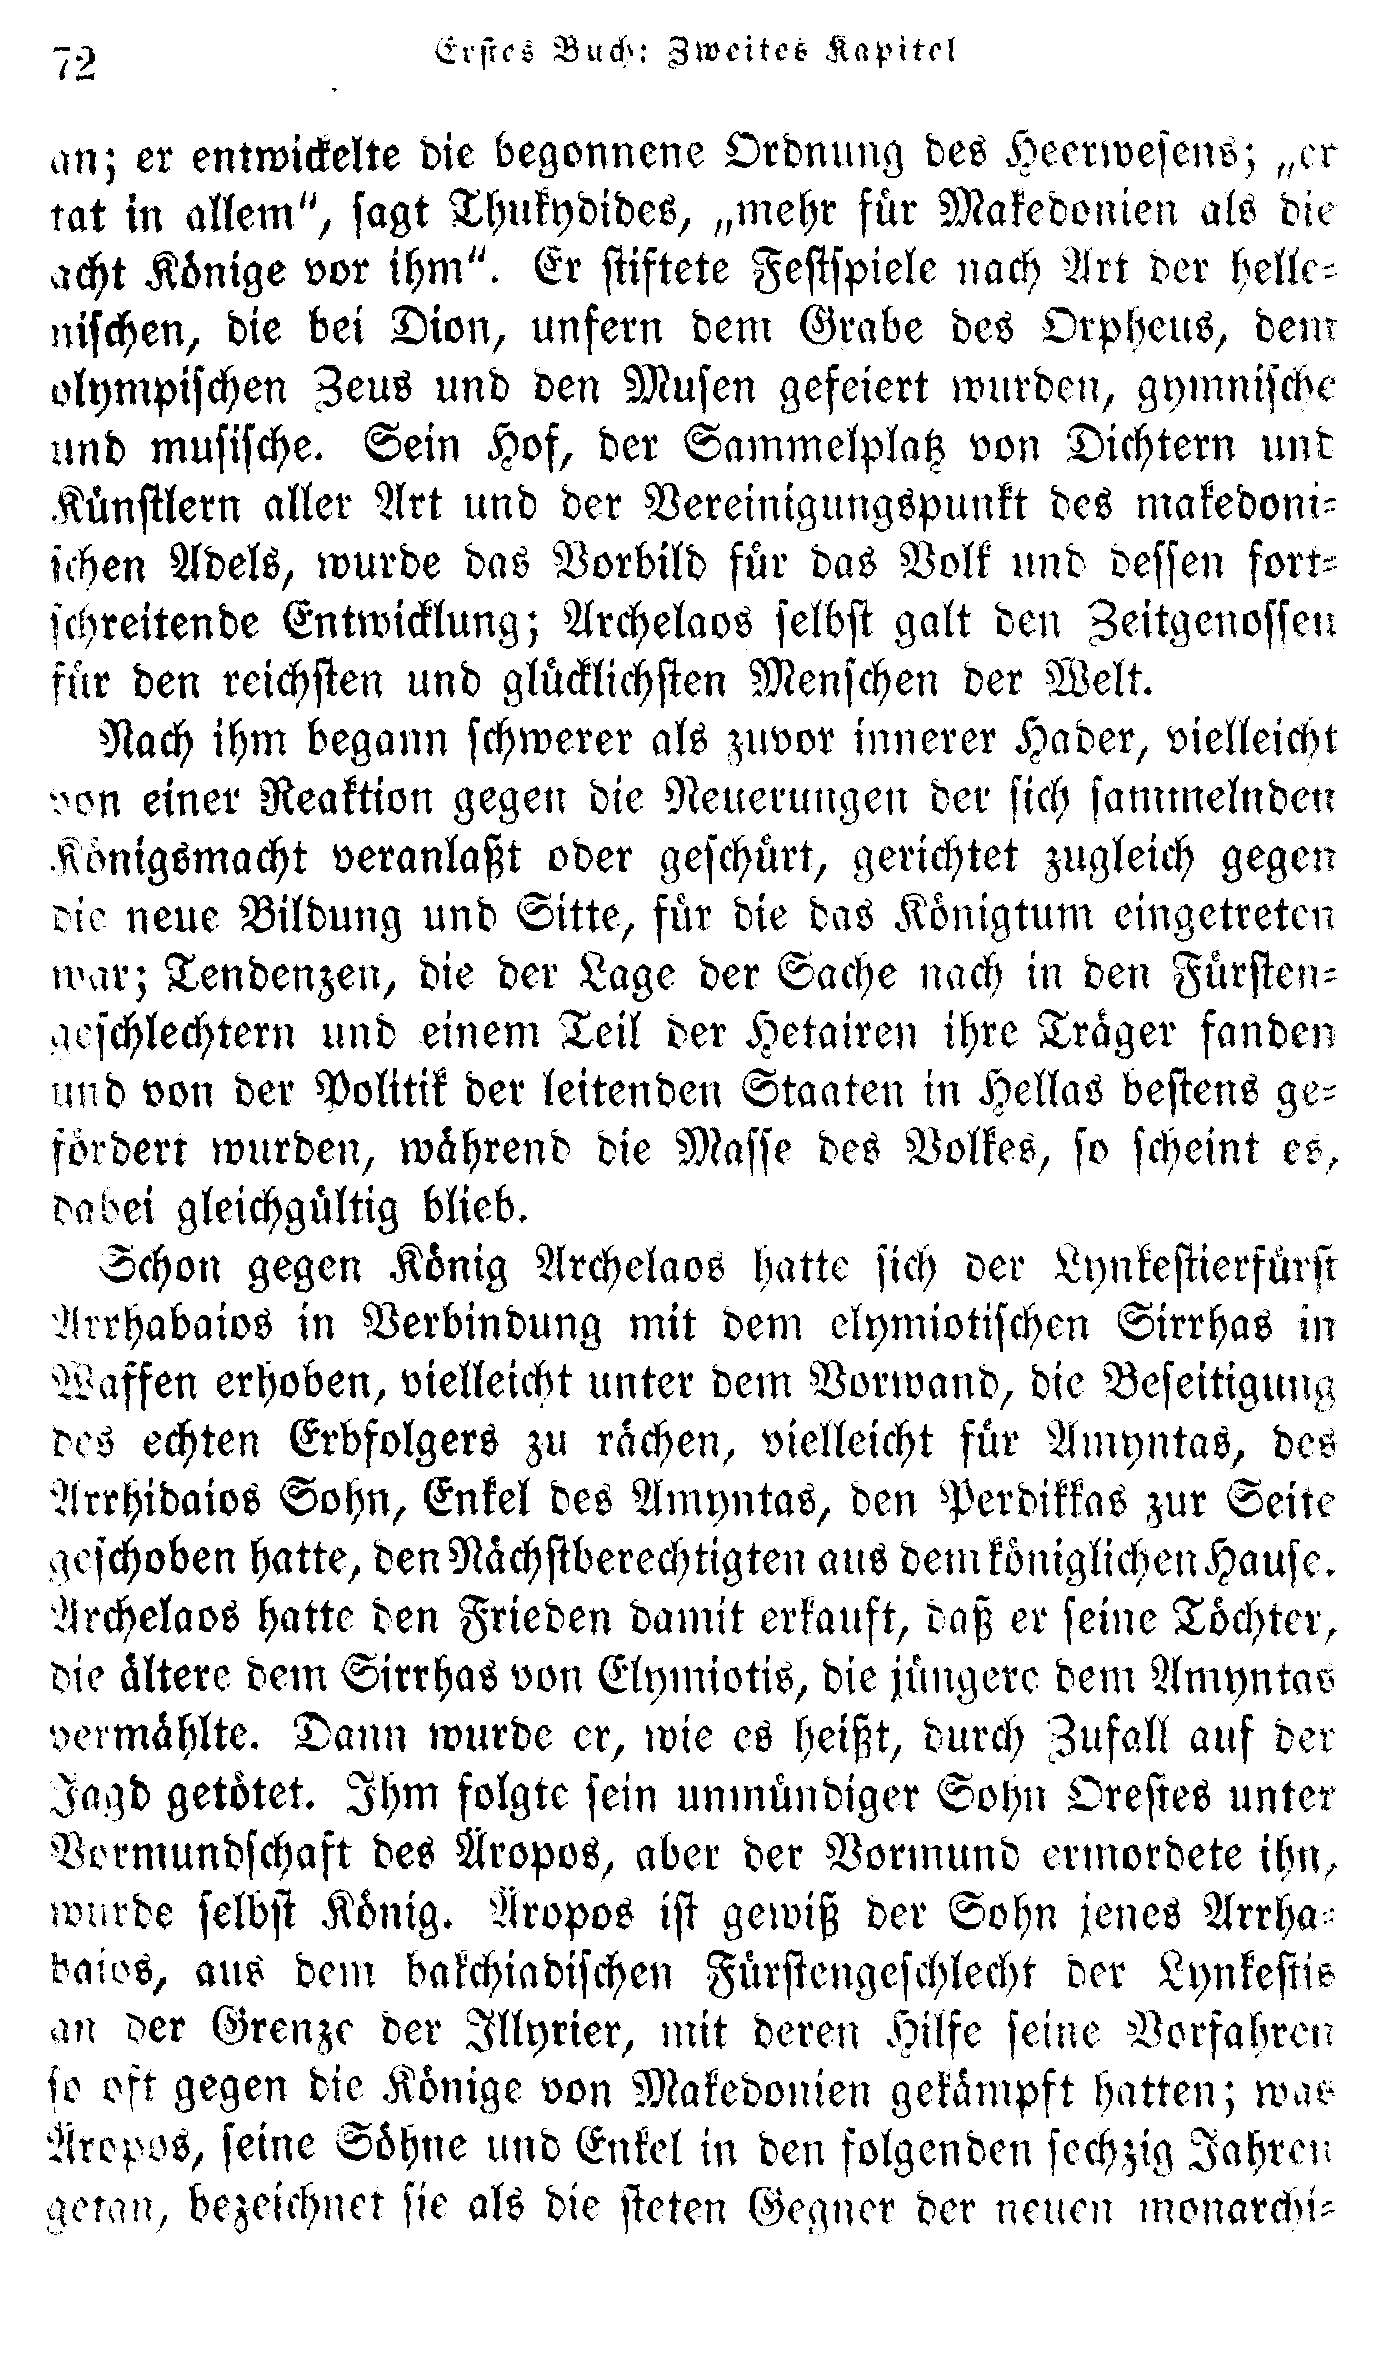 72
Erstes Buch: Zweites Kapitel
an; er entwickelte die begonnene Ordnung des Heerwesens; „er
tat in allem“, sagt Thukydides, „mehr für Makedonien als die
acht Könige vor ihm“. Er stiftete Festspiele nach Art der helle-
nischen, die bei Dion, unfern dem Grabe des Orpheus, dem
olympischen Zeus und den Musen gefeiert wurden, gymnische
und musische. Sein Hof, der Sammelplatz von Dichtern und
Künstlern aller Art und der Vereinigungspunkt des makedoni-
schen Adels, wurde das Vorbild für das Volk und dessen fort-
schreitende Entwicklung; Archelaos selbst galt den Zeitgenossen
für den reichsten und glücklichsten Menschen der Welt.
Nach ihm begann schwerer als zuvor innerer Hader, vielleicht
von einer Reaktion gegen die Neuerungen der sich sammelnden
Königsmacht veranlaßt oder geschürt, gerichtet zugleich gegen
die neue Bildung und Sitte, für die das Königtum eingetreten
war; Tendenzen, die der Lage der Sache nach in den Fürsten-
geschlechtern und einem Teil der Hetairen ihre Träger fanden
und von der Politik der leitenden Staaten in Hellas bestens ge-
fördert wurden, während die Masse des Volkes, so scheint es,
dabei gleichgültig blieb.
Schon gegen König Archelaos hatte sich der Lynkestierfürst
Arrhabaios in Verbindung mit dem elymiotischen Sirrhas in
Waffen erhoben, vielleicht unter dem Vorwand, die Beseitigung
des echten Erbfolgers zu rächen, vielleicht für Amyntas, des
Arrhidaios Sohn, Enkel des Amyntas, den Perdikkas zur Seite
geschoben hatte, den Nächstberechtigten aus dem königlichen Hause.
Archelaos hatte den Frieden damit erkauft, daß er seine Töchter,
die ältere dem Sirrhas von Elymiotis, die jüngere dem Amyntas
vermählte. Dann wurde er, wie es heißt, durch Zufall auf der
Jagd getötet. Ihm folgte sein unmündiger Sohn Orestes unter
Vormundschaft des Äropos, aber der Vormund ermordete ihn,
wurde selbst König. Äropos ist gewiß der Sohn jenes Arrha-
baios, aus dem bakchiadischen Fürstengeschlecht der Lynkestis
an der Grenze der Illyrier, mit deren Hilfe seine Vorfahren
so oft gegen die Könige von Makedonien gekämpft hatten; was
Äropos, seine Söhne und Enkel in den folgenden sechzig Jahren
getan, bezeichnet sie als die steten Gegner der neuen monarchi-